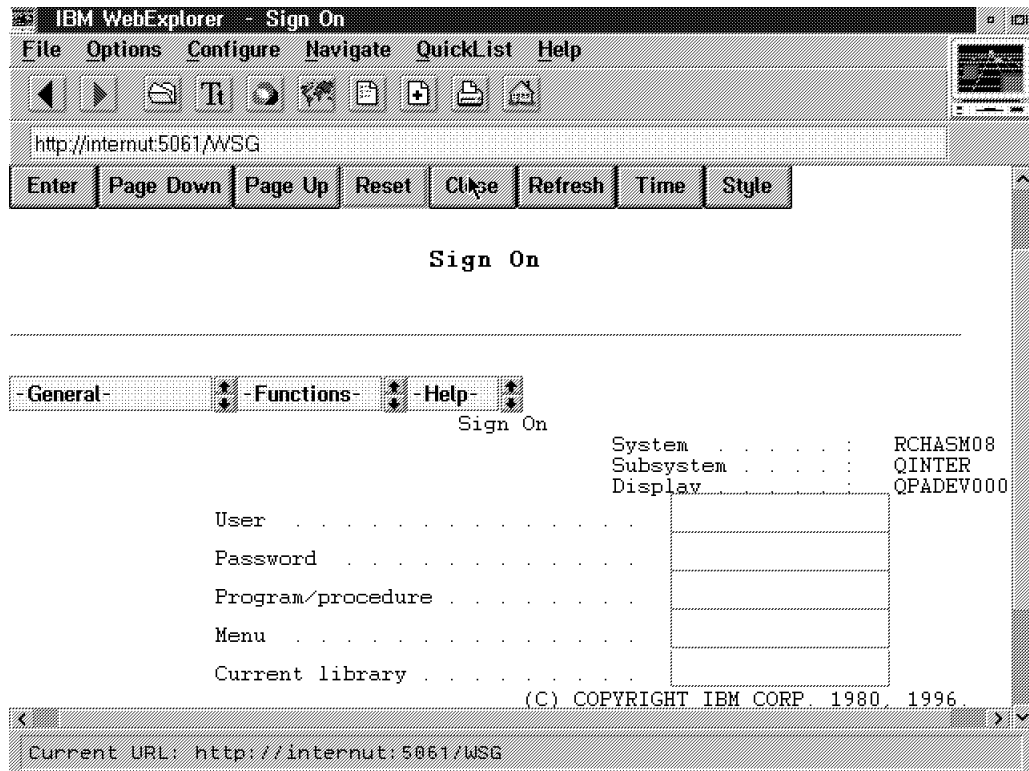 IBM WebExplorer - Sign On
File Options Configure Navigate QuickList Help
Tt
http://internut:5061/WSG
Enter Page Down Page Up Reset Close Refresh Time Style
Sign On
-General- -Functions- -Help-
Sign On
System . . . . . : RCHASM08
Subsystem . . . . . : QINTER
Display . . . . . : QPADEV000
User . . . . . . . . . . . . . .
Password . . . . . . . . . . . .
Program/procedure . . . . . . . .
Menu . . . . . . . . . . . . . .
Current library . . . . . . . . .
(C) COPYRIGHT IBM CORP. 1980, 1996.
Current URL: http://internut:5061/WSG